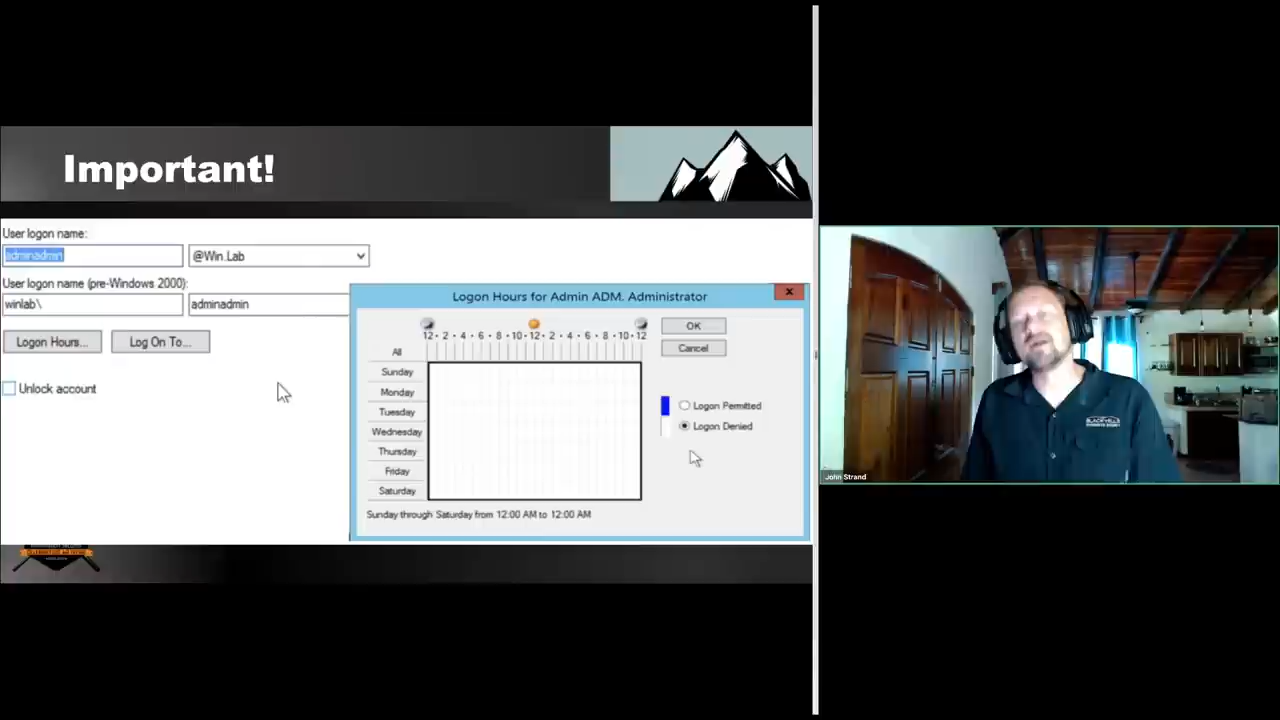 Important!
User logon name:
adminadmin
@Win.Lab
User logon name (pre-Windows 2000):
winlab\
adminadmin
Logon Hours...
Log On To...
Unlock account
Logon Hours for Admin ADM. Administrator
12 • 2 • 4 • 6 • 8 • 10 • 12 • 2 • 4 • 6 • 8 • 10 • 12
All
Sunday
Monday
Tuesday
Wednesday
Thursday
Friday
Saturday
OK
Cancel
Logon Permitted
Logon Denied
Sunday through Saturday from 12:00 AM to 12:00 AM
John Strand